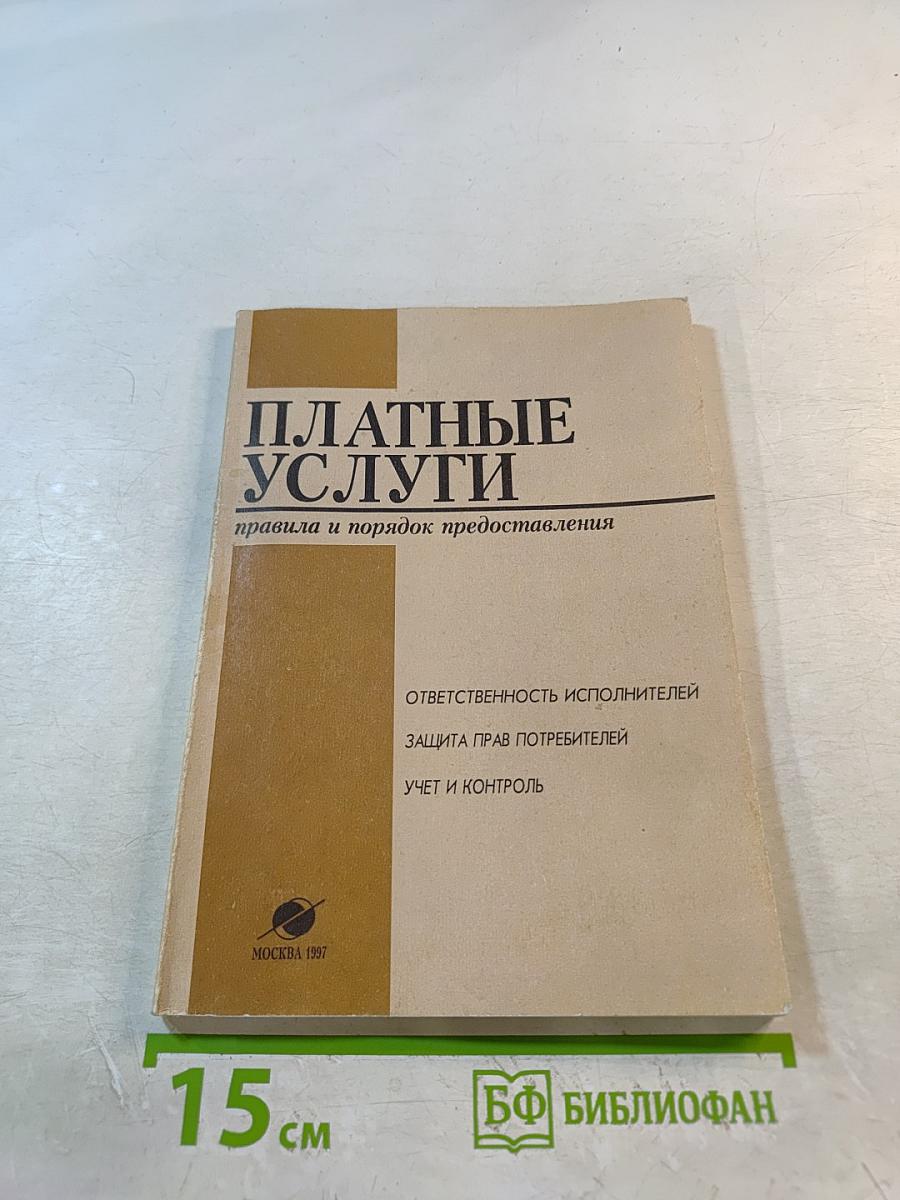 ПЛАТНЫЕ
УСЛУГИ
правила и порядок предоставления
ОТВЕТСТВЕННОСТЬ ИСПОЛНИТЕЛЕЙ
ЗАЩИТА ПРАВ ПОТРЕБИТЕЛЕЙ
УЧЕТ И КОНТРОЛЬ
МОСКВА 1997
15 см
БФ БИБЛИОФАН